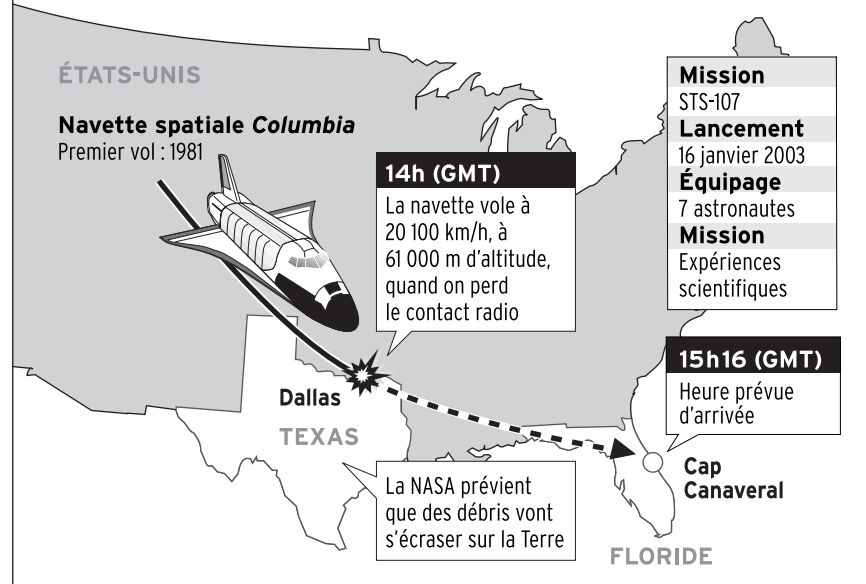 ÉTATS-UNIS
Navette spatiale Columbia
Premier vol : 1981
14h (GMT)
La navette vole à
20 100 km/h, à
61 000 m d'altitude,
quand on perd
le contact radio
Mission
STS-107
Lancement
16 janvier 2003
Équipage
7 astronautes
Mission
Expériences
scientifiques
15h16 (GMT)
Heure prévue
d'arrivée
Dallas
TEXAS
La NASA prévient
que des débris vont
s'écraser sur la Terre
Cap
Canaveral
FLORIDE